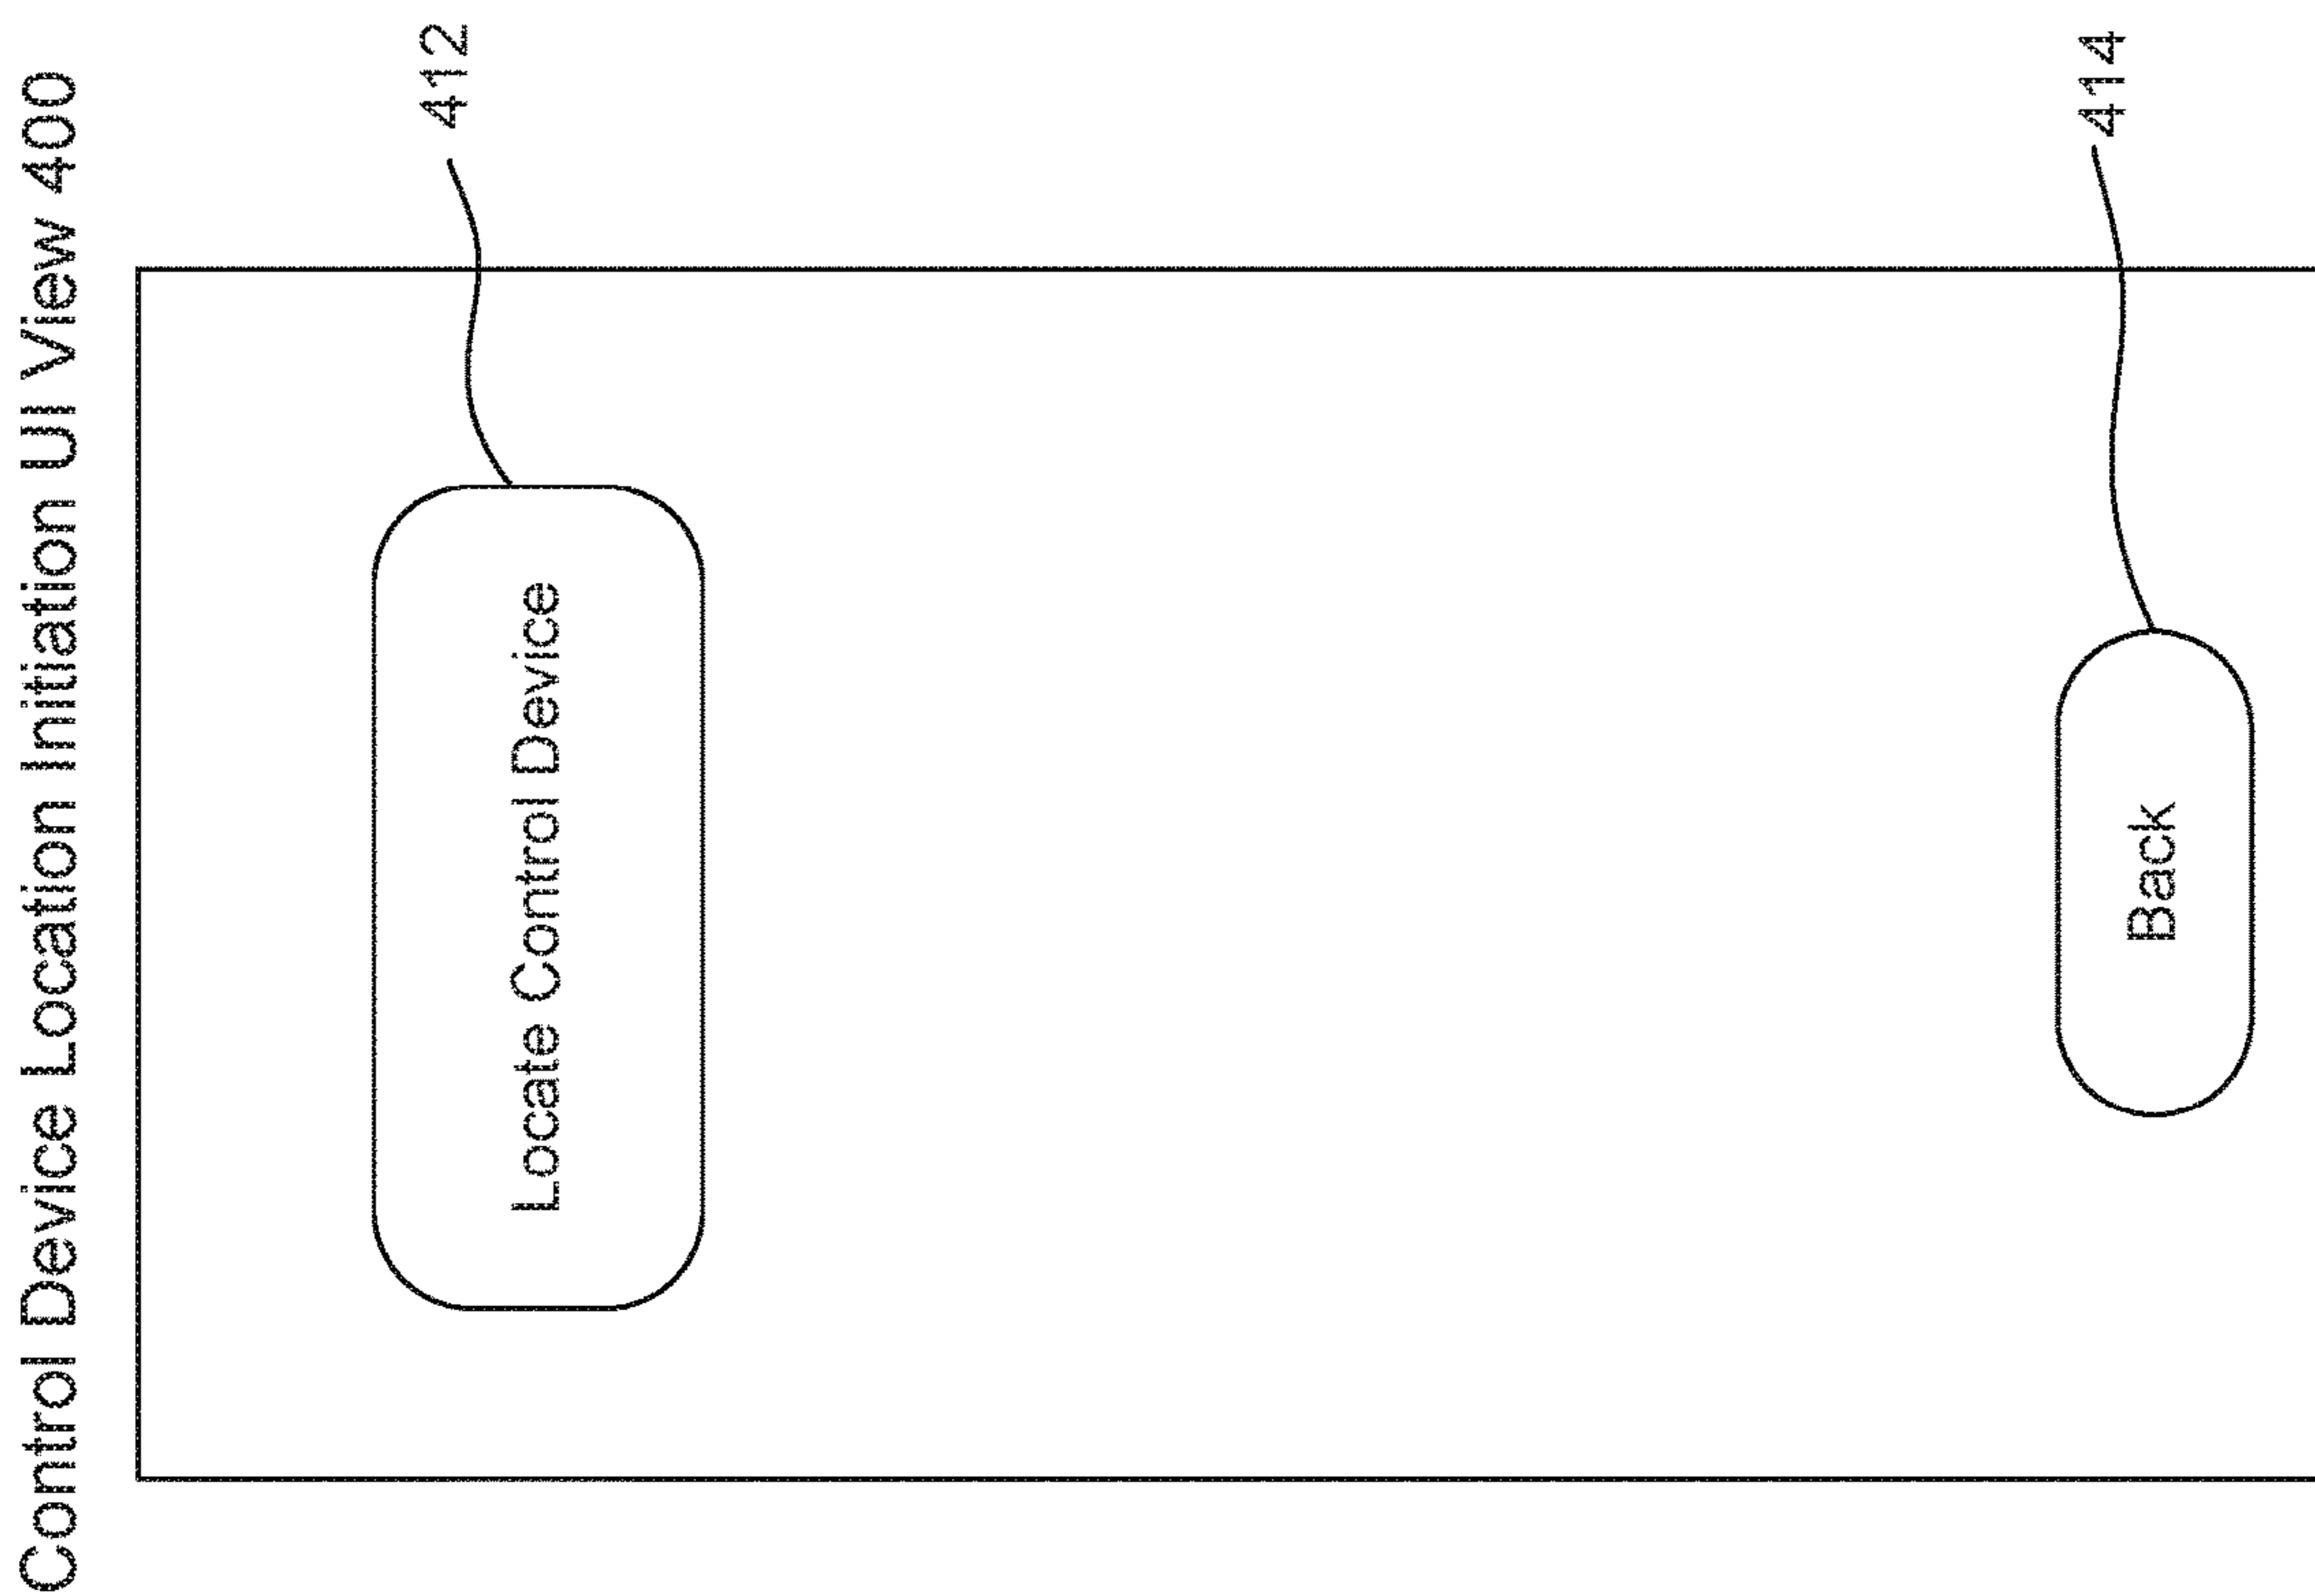 Control Device Location Initiation UI View 400
412
Locate Control Device
414
Back